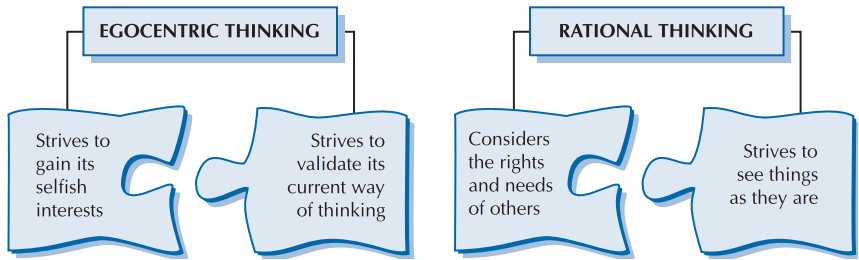 EGOCENTRIC THINKING
Strives to
gain its
selfish
interests
Strives to
validate its
current way
of thinking
RATIONAL THINKING
Considers
the rights
and needs
of others
Strives to
see things
as they are